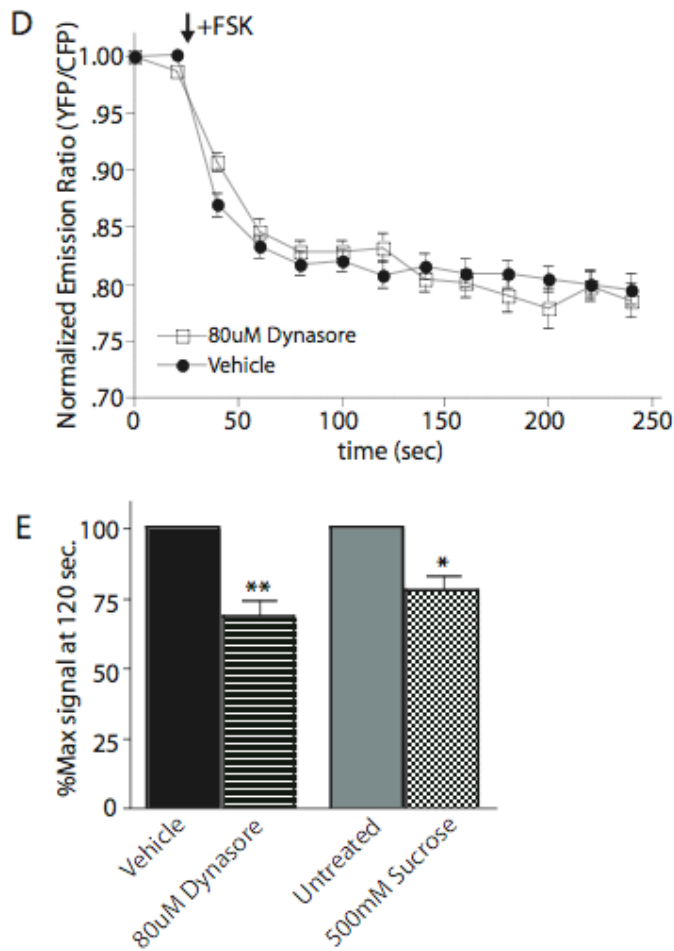 D
+FSK
Normalized Emission Ratio (YFP/CFP)
1.00
.95
.90
.85
.80
.75
.70
80uM Dynasore
Vehicle
0
50
100
150
200
250
time (sec)
E
%Max signal at 120 sec.
100
75
50
25
0
**
*
Vehicle
80uM Dynasore
Untreated
500mM Sucrose